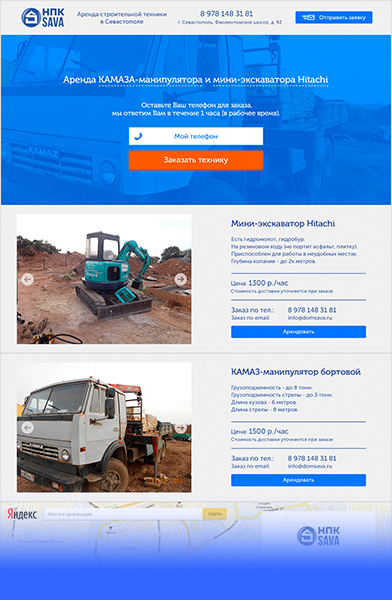 НПК
SAVA
Аренда строительной техники
в Севастополе
8 978 148 31 81
г. Севастополь, Фиолентовское шоссе, д. 92
Отправить заявку
КАМАZ
Аренда КАМАЗА-манипулятора и мини-экскаватора Hitachi
Оставьте Ваш телефон для заказа,
мы ответим Вам в течение 1 часа (в рабочее время).
Мой телефон
Заказать технику
Мини-экскаватор Hitachi
Есть гидромолот, гидробур.
На резиновом ходу (не портит асфальт, плитку).
Приспособлен для работы в неудобных местах.
Глубина копания - до 2х метров.
Цена: 1300 р./час
Стоимость доставки уточняется при заказе
Заказ по тел.: 8 978 148 31 81
Заказ по email: info@domsava.ru
Арендовать
КАМАЗ-манипулятор бортовой
Грузоподъемность - до 8 тонн.
Грузоподъемность стрелы - до 3 тонн.
Длина кузова - 6 метров.
Длина стрелы - 8 метров.
Цена: 1500 р./час
Стоимость доставки уточняется при заказе
Заказ по тел.: 8 978 148 31 81
Заказ по email: info@domsava.ru
Арендовать
Яндекс
Место и организация
Найти
НПК
SAVA